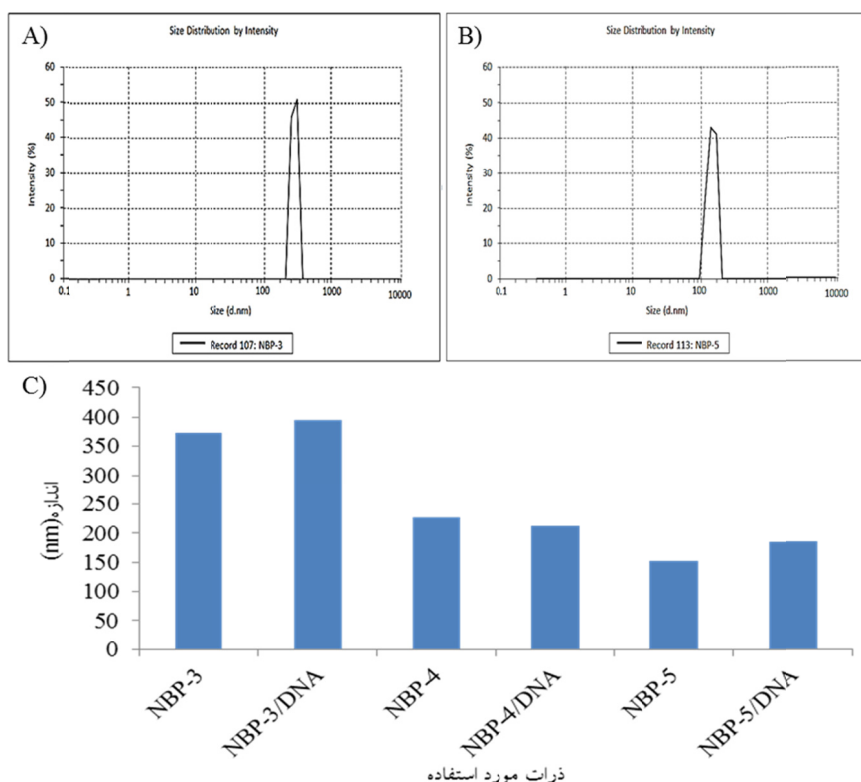 A)
Size Distribution by Intensity
60
50
40
30
20
10
0
Intensity (%)
0.1 1 10 100 1000 10000
Size (d.nm)
Record 107: NBP-3
B)
Size Distribution by Intensity
60
50
40
30
20
10
0
Intensity (%)
0.1 1 10 100 1000 10000
Size (d.nm)
Record 113: NBP-5
C)
450
400
350
300
250
200
150
100
50
0
اندازه(nm)
NBP-3
NBP-3/DNA
NBP-4
NBP-4/DNA
NBP-5
NBP-5/DNA
ذرات مورد استفاده